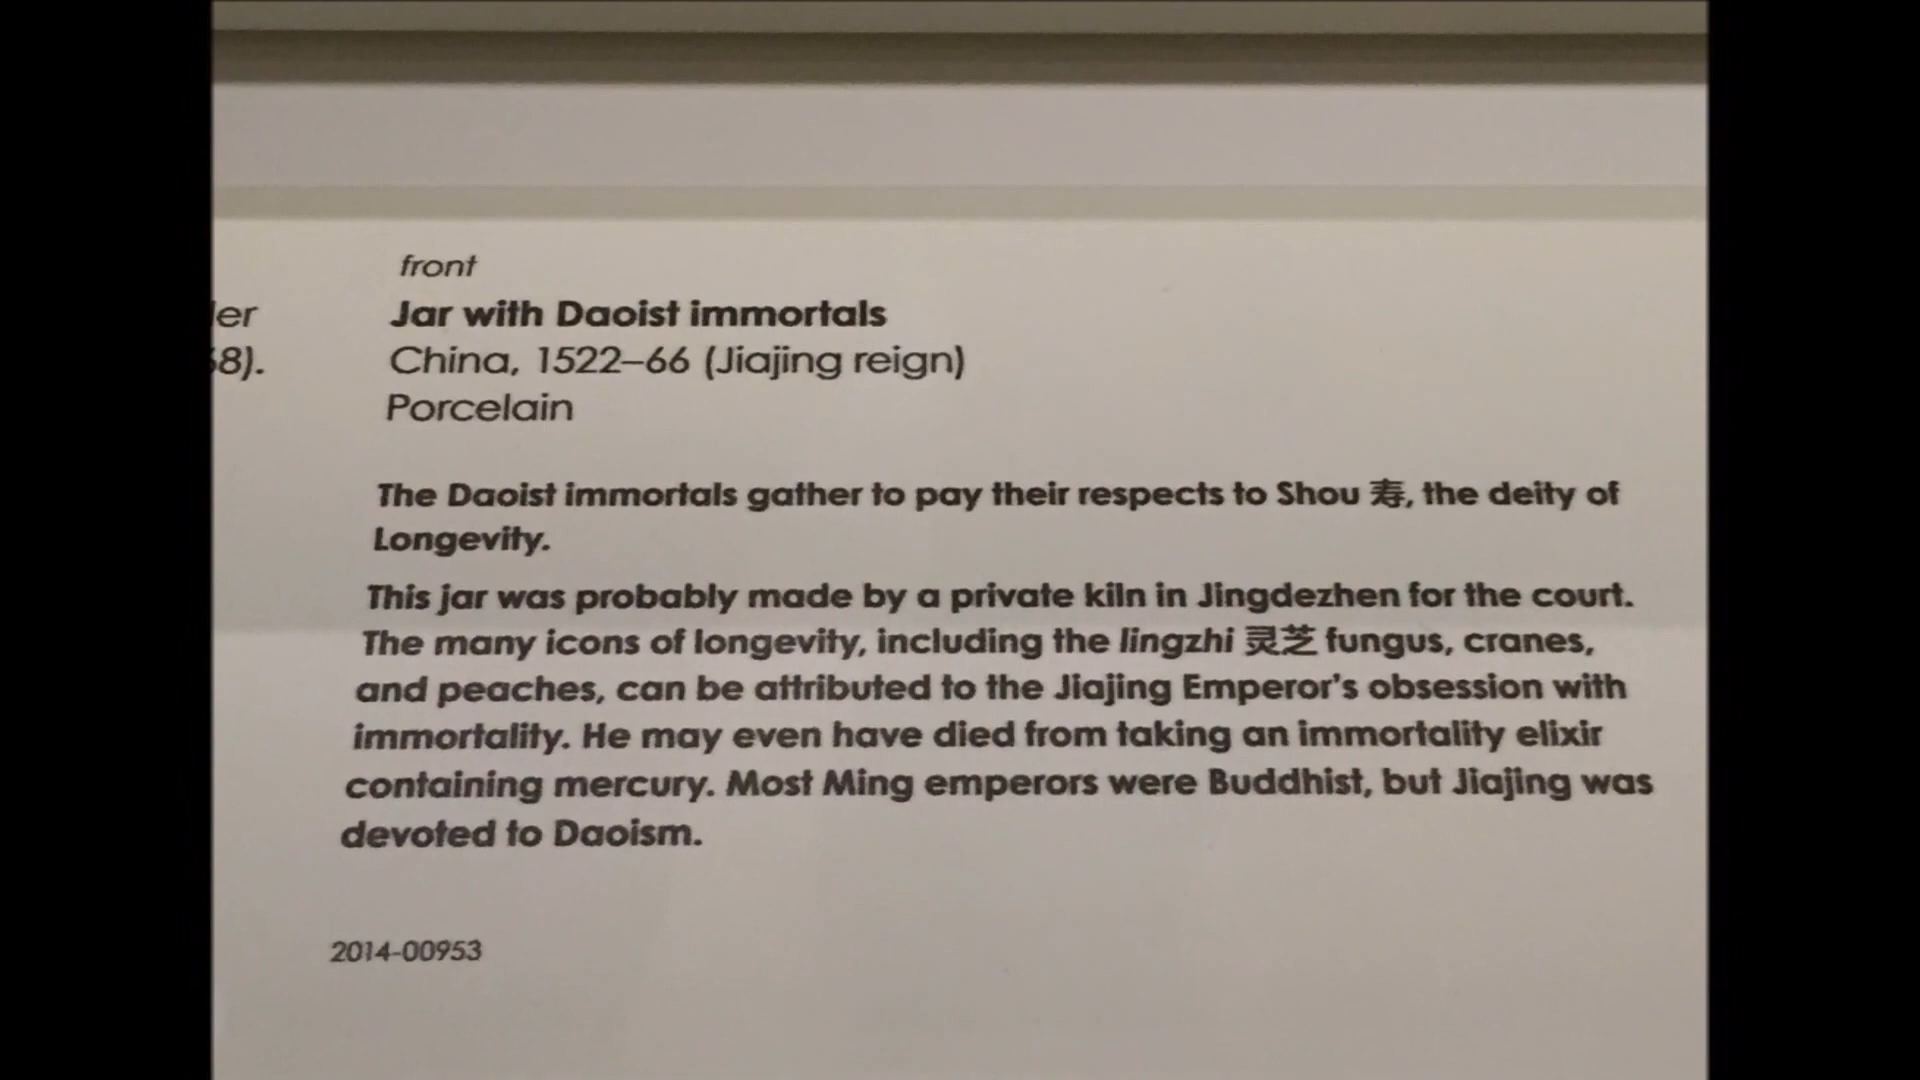 front
Jar with Daoist immortals
China, 1522–66 (Jiajing reign)
Porcelain
The Daoist immortals gather to pay their respects to Shou 寿, the deity of
Longevity.
This jar was probably made by a private kiln in Jingdezhen for the court.
The many icons of longevity, including the lingzhi 灵芝 fungus, cranes,
and peaches, can be attributed to the Jiajing Emperor's obsession with
immortality. He may even have died from taking an immortality elixir
containing mercury. Most Ming emperors were Buddhist, but Jiajing was
devoted to Daoism.
2014-00953